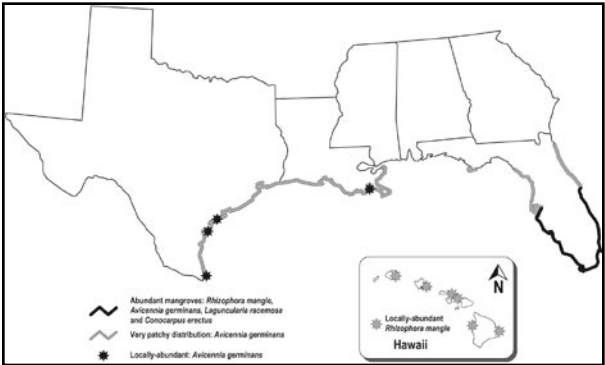 Abundant mangroves: Rhizophora mangle,
Avicennia germinans, Laguncularia racemosa
and Conocarpus erectus
Very patchy distribution: Avicennia germinans
Locally-abundant: Avicennia germinans
N
Locally-abundant
Rhizophora mangle
Hawaii